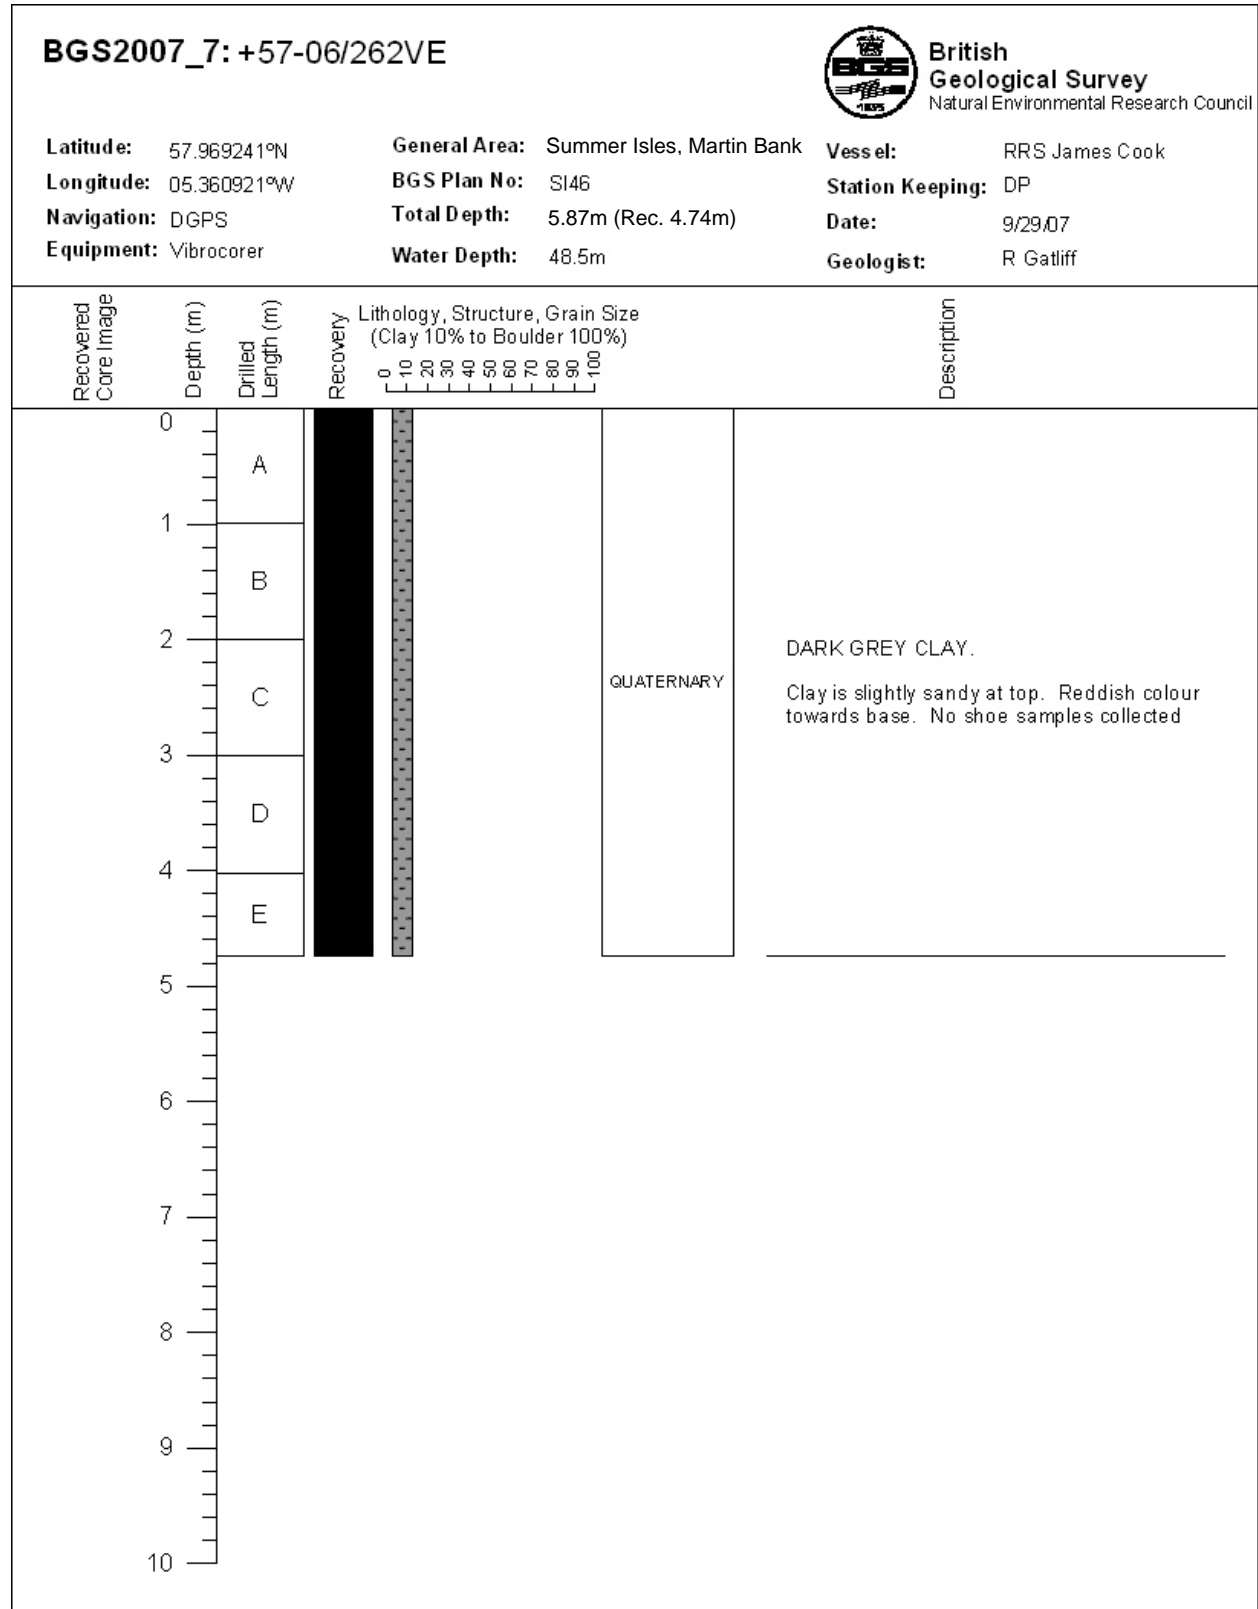 BGS2007_7: +57-06/262VE
BGS
1835
British
Geological Survey
Natural Environmental Research Council
Latitude: 57.969241ºN
Longitude: 05.360921ºW
Navigation: DGPS
Equipment: Vibrocorer
General Area: Summer Isles, Martin Bank
BGS Plan No: SI46
Total Depth: 5.87m (Rec. 4.74m)
Water Depth: 48.5m
Vessel: RRS James Cook
Station Keeping: DP
Date: 9/29/07
Geologist: R Gatliff
Recovered
Core Image
Depth (m)
Drilled
Length (m)
Recovery
Lithology, Structure, Grain Size
(Clay 10% to Boulder 100%)
0 10 20 30 40 50 60 70 80 90 100
Description
0
A
1
B
2
C
3
D
4
E
5
6
7
8
9
10
QUATERNARY
DARK GREY CLAY.
Clay is slightly sandy at top. Reddish colour
towards base. No shoe samples collected